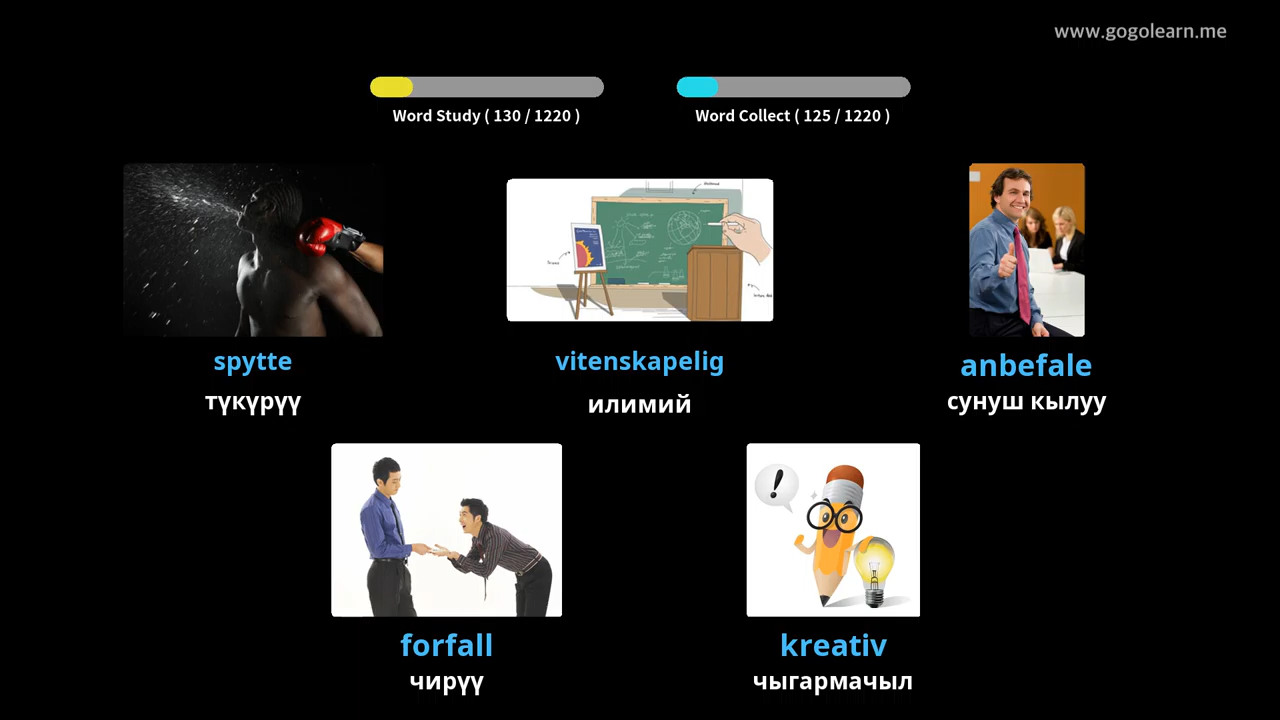 www.gogolearn.me
Word Study ( 130 / 1220 )
Word Collect ( 125 / 1220 )
spytte
түкүрүү
vitenskapelig
илимий
anbefale
сунуш кылуу
forfall
чирүү
kreativ
чыгармачыл